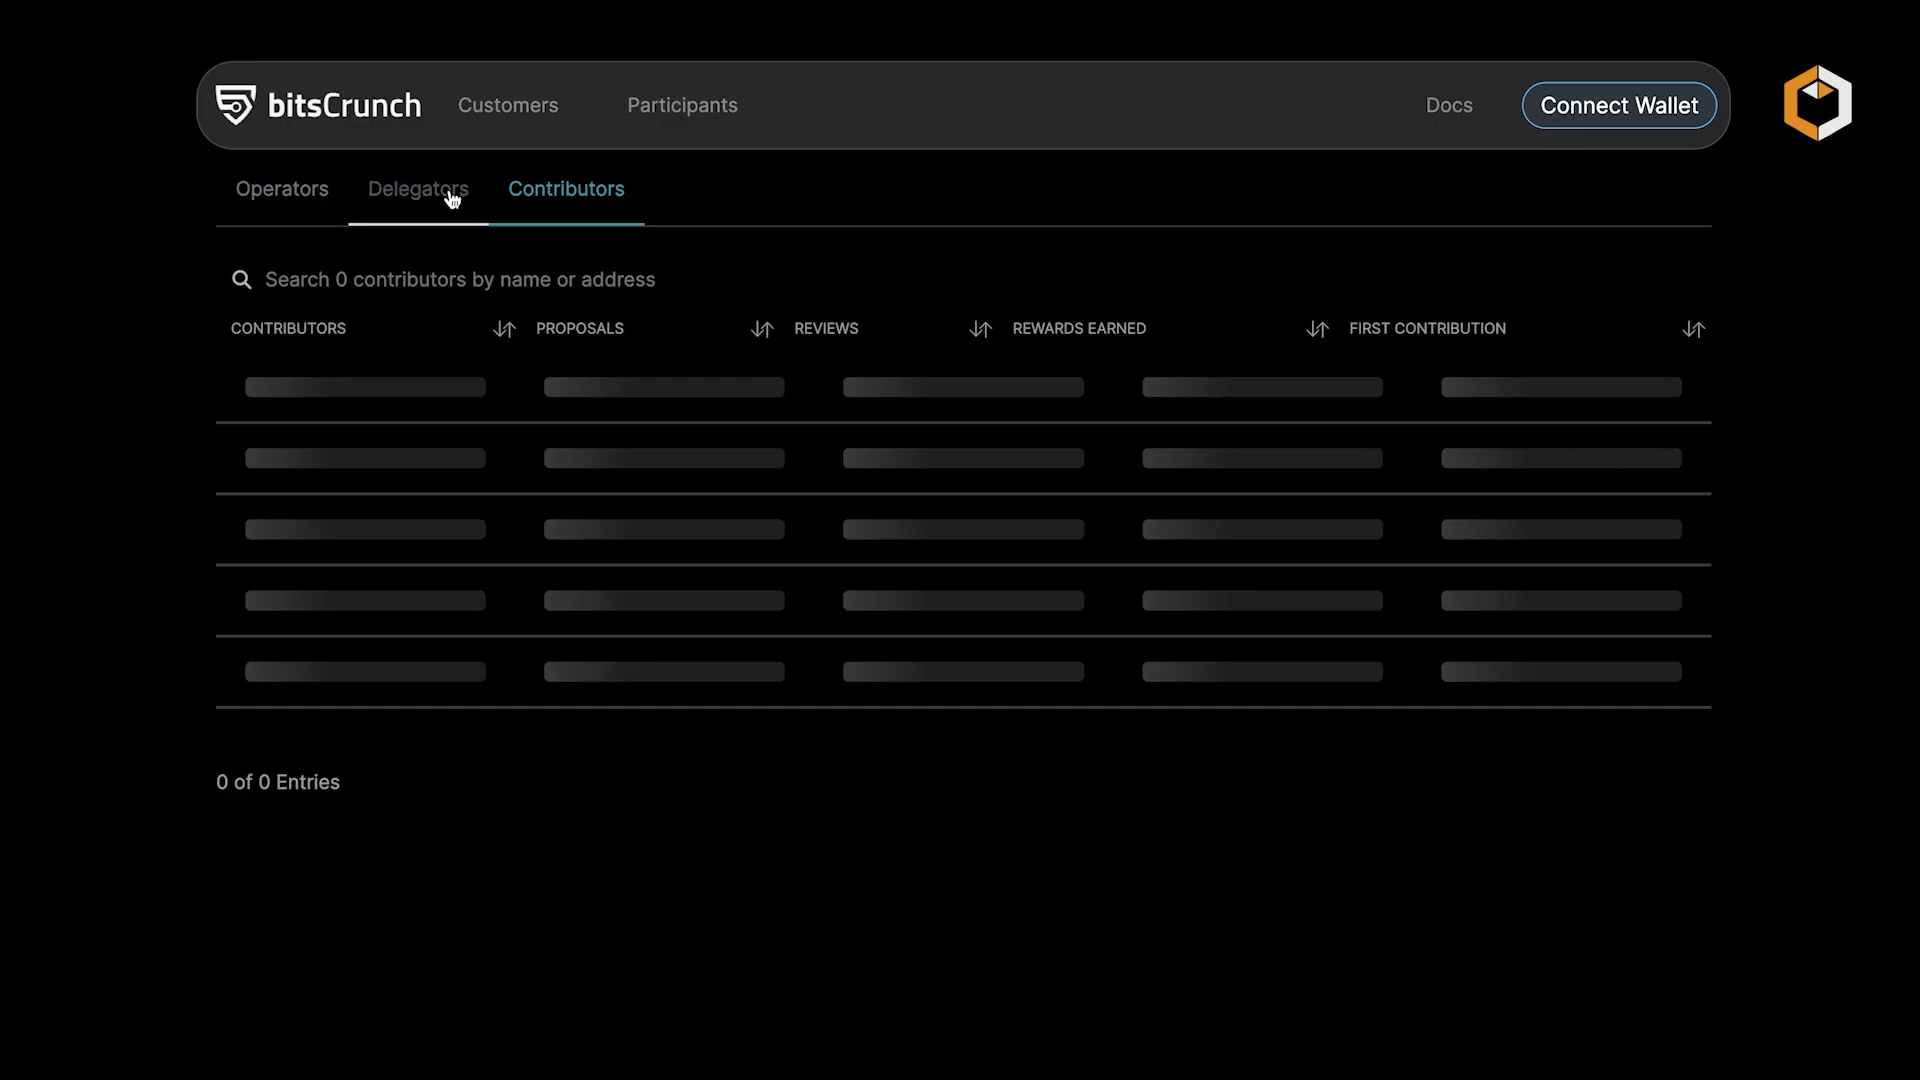 bitsCrunch Customers Participants Docs Connect Wallet
Operators Delegators Contributors
Search 0 contributors by name or address
CONTRIBUTORS PROPOSALS REVIEWS REWARDS EARNED FIRST CONTRIBUTION
0 of 0 Entries